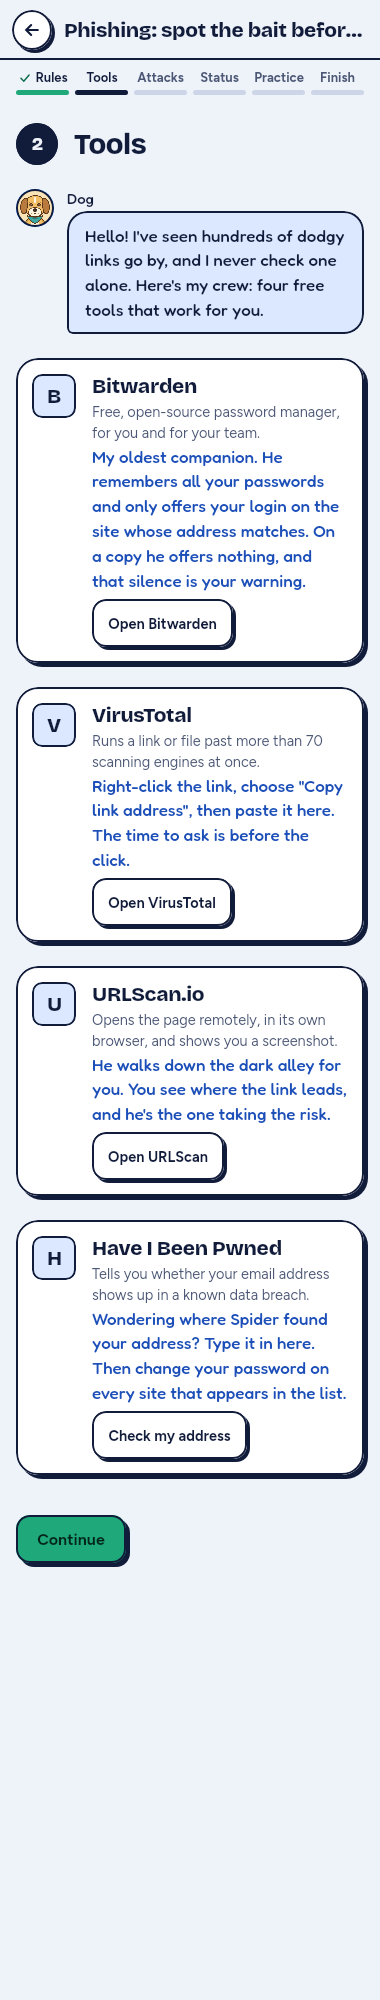 Phishing: spot the bait befor...
Rules
Tools
Attacks
Status
Practice
Finish
2
Tools
Dog
Hello! I've seen hundreds of dodgy
links go by, and I never check one
alone. Here's my crew: four free
tools that work for you.
B
Bitwarden
Free, open-source password manager,
for you and for your team.
My oldest companion. He
remembers all your passwords
and only offers your login on the
site whose address matches. On
a copy he offers nothing, and
that silence is your warning.
Open Bitwarden
V
VirusTotal
Runs a link or file past more than 70
scanning engines at once.
Right-click the link, choose "Copy
link address", then paste it here.
The time to ask is before the
click.
Open VirusTotal
U
URLScan.io
Opens the page remotely, in its own
browser, and shows you a screenshot.
He walks down the dark alley for
you. You see where the link leads,
and he's the one taking the risk.
Open URLScan
H
Have I Been Pwned
Tells you whether your email address
shows up in a known data breach.
Wondering where Spider found
your address? Type it in here.
Then change your password on
every site that appears in the list.
Check my address
Continue